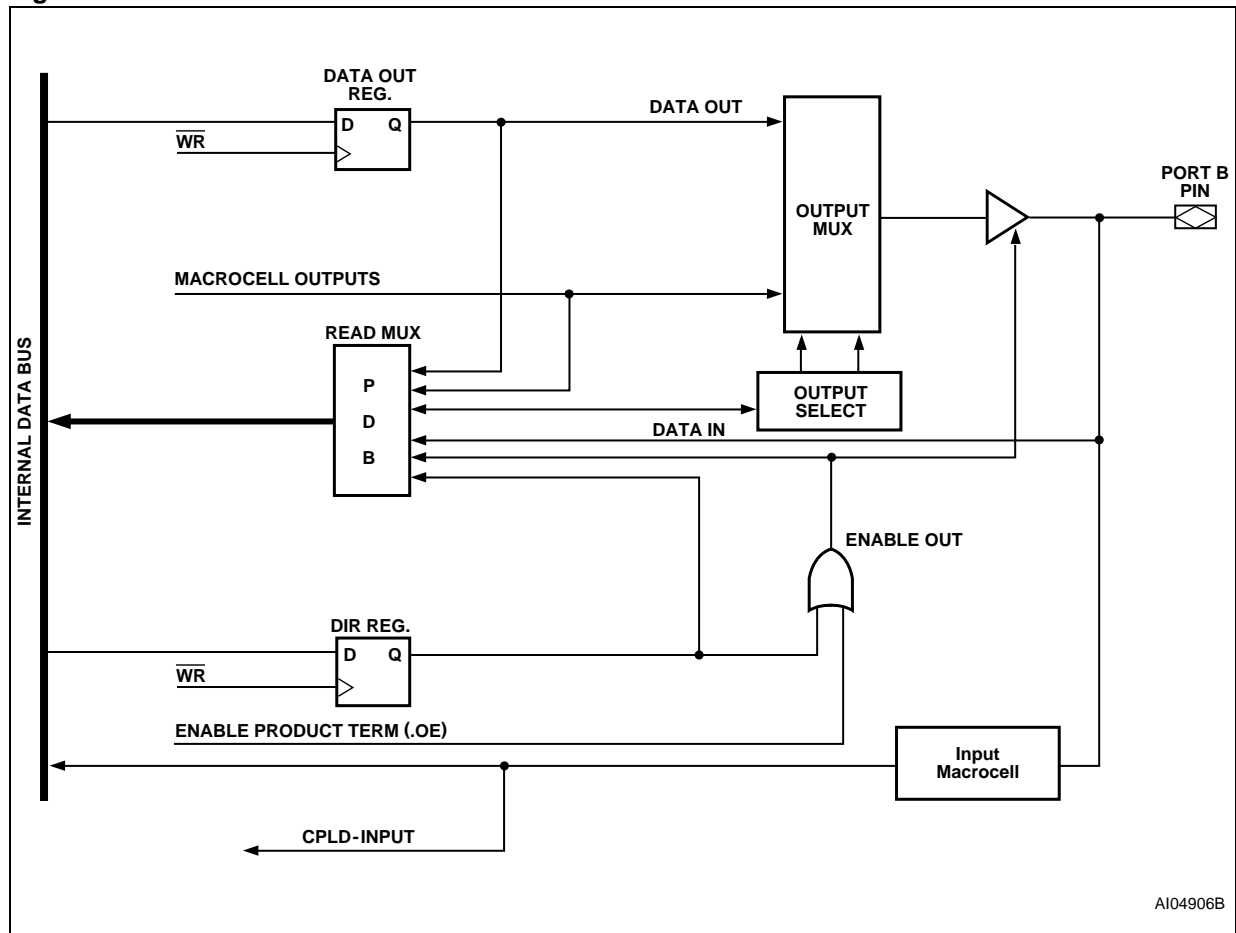 DATA OUT
REG.
D Q
WR
DATA OUT
OUTPUT
MUX
PORT B
PIN
MACROCELL OUTPUTS
READ MUX
P
D
B
OUTPUT
SELECT
DATA IN
INTERNAL DATA BUS
ENABLE OUT
DIR REG.
D Q
WR
ENABLE PRODUCT TERM (.OE)
Input
Macrocell
CPLD-INPUT
AI04906B